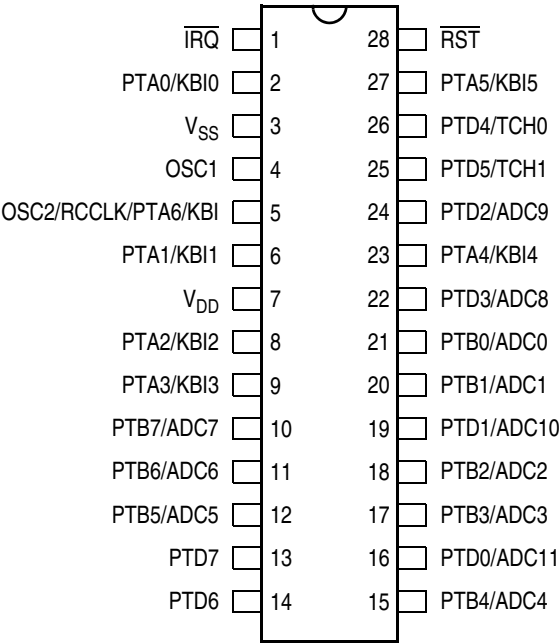 IRQ 1 28 RST
PTA0/KBI0 2 27 PTA5/KBI5
VSS 3 26 PTD4/TCH0
OSC1 4 25 PTD5/TCH1
OSC2/RCCLK/PTA6/KBI 5 24 PTD2/ADC9
PTA1/KBI1 6 23 PTA4/KBI4
VDD 7 22 PTD3/ADC8
PTA2/KBI2 8 21 PTB0/ADC0
PTA3/KBI3 9 20 PTB1/ADC1
PTB7/ADC7 10 19 PTD1/ADC10
PTB6/ADC6 11 18 PTB2/ADC2
PTB5/ADC5 12 17 PTB3/ADC3
PTD7 13 16 PTD0/ADC11
PTD6 14 15 PTB4/ADC4